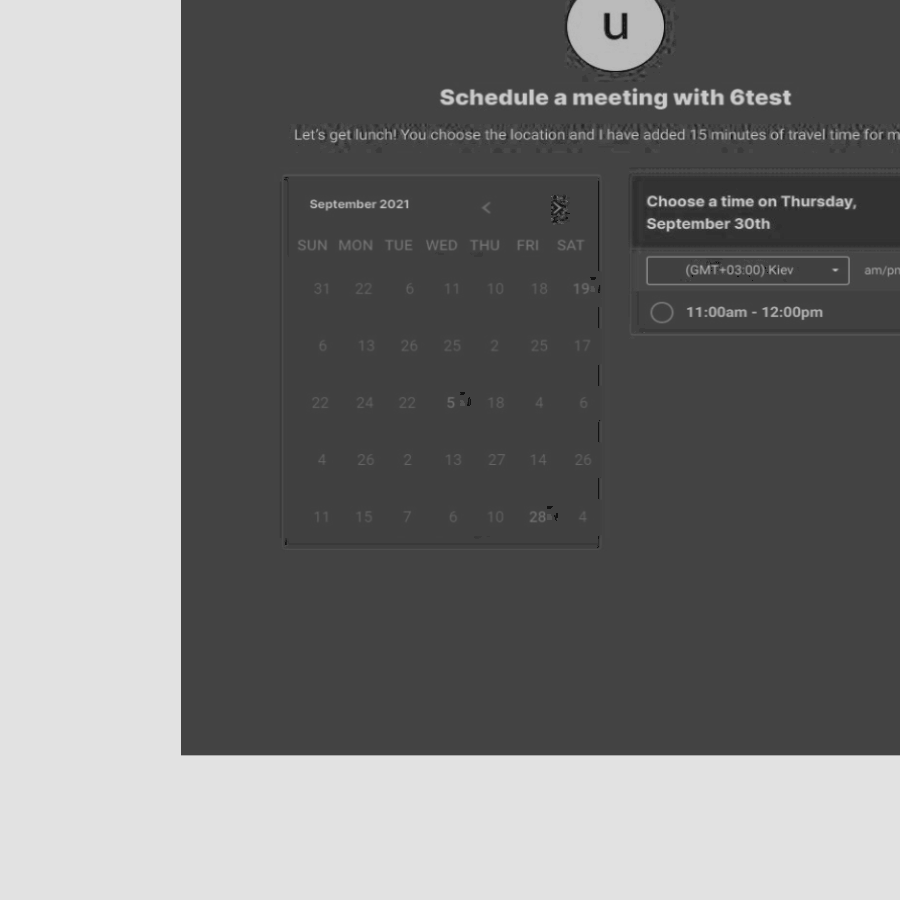 u
Schedule a meeting with 6test
Let's get lunch! You choose the location and I have added 15 minutes of travel time for m
September 2021 < >
SUN MON TUE WED THU FRI SAT
31 22 6 11 10 18 19
6 13 26 25 2 25 17
22 24 22 5 18 4 6
4 26 2 13 27 14 26
11 15 7 6 10 28 4
Choose a time on Thursday,
September 30th
(GMT+03:00) Kiev am/pm
11:00am - 12:00pm